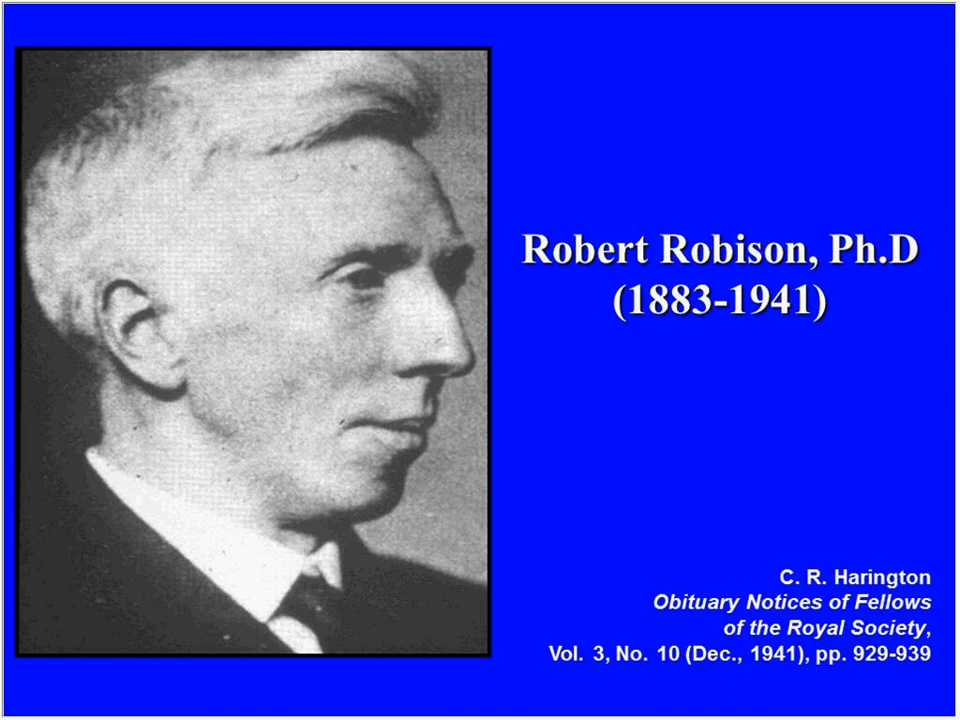 Robert Robison, Ph.D
(1883-1941)
C. R. Harington
Obituary Notices of Fellows
of the Royal Society,
Vol. 3, No. 10 (Dec., 1941), pp. 929-939